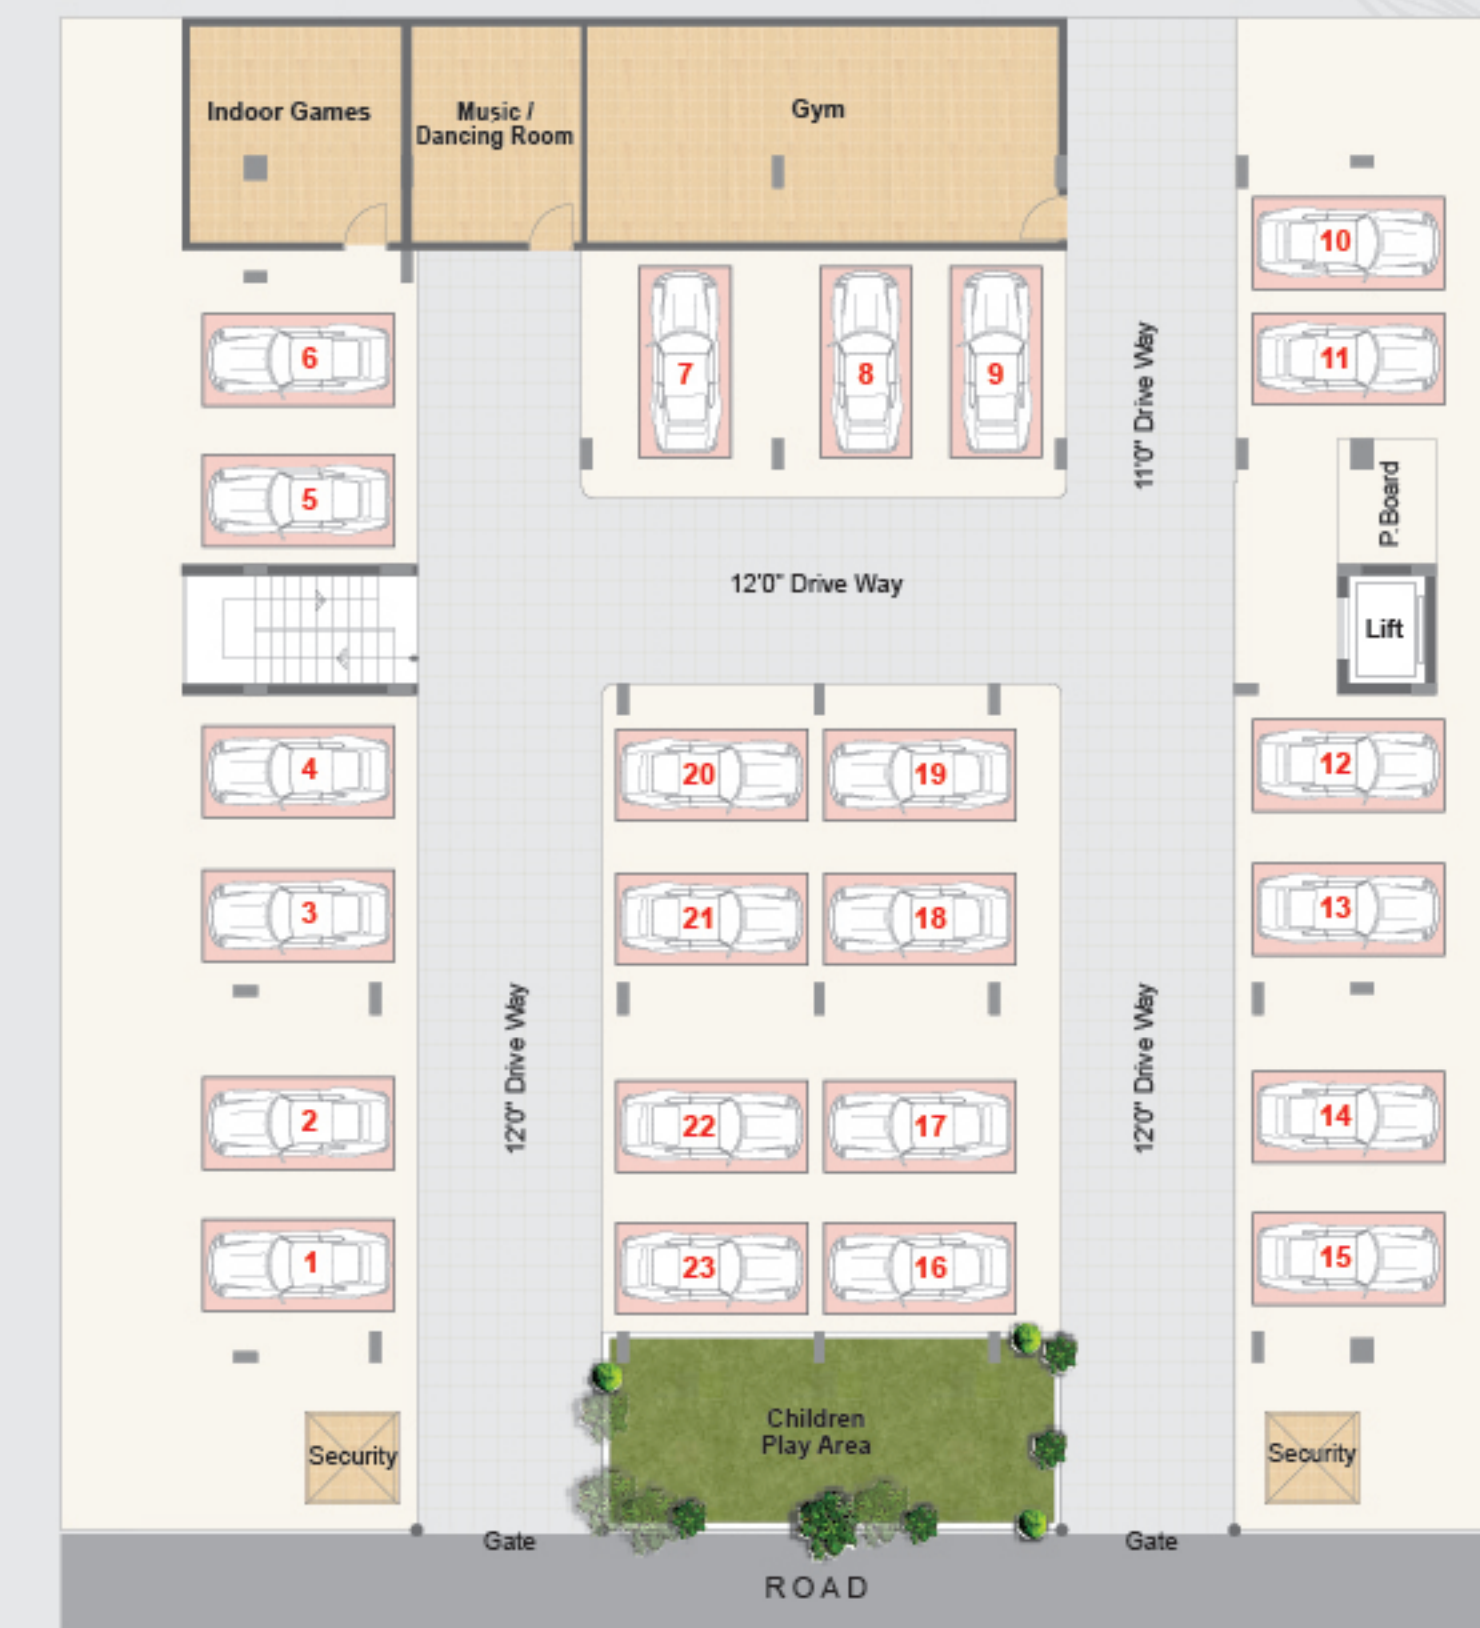 Indoor Games
Music /
Dancing Room
Gym
10
6
11
7
8
9
11'0" Drive Way
5
P.Board
12'0" Drive Way
Lift
4
20
19
12
3
21
18
13
12'0" Drive Way
12'0" Drive Way
2
22
17
14
1
23
16
15
Children
Play Area
Security
Security
Gate
Gate
ROAD